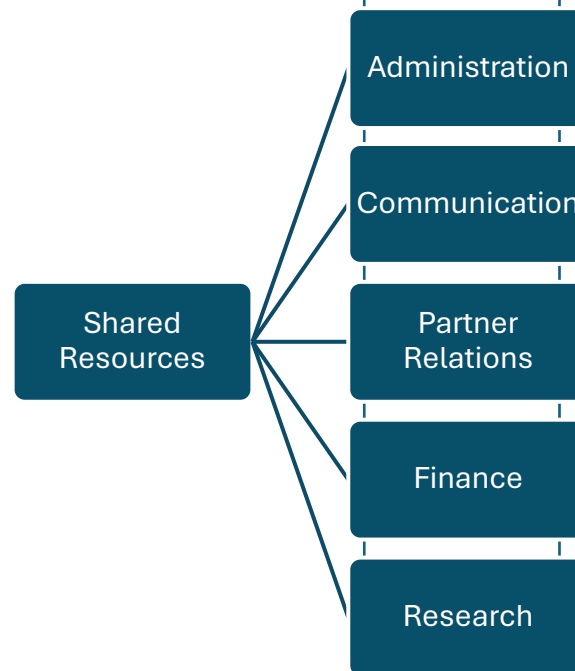 Administration
Communication
Shared
Resources
Partner
Relations
Finance
Research